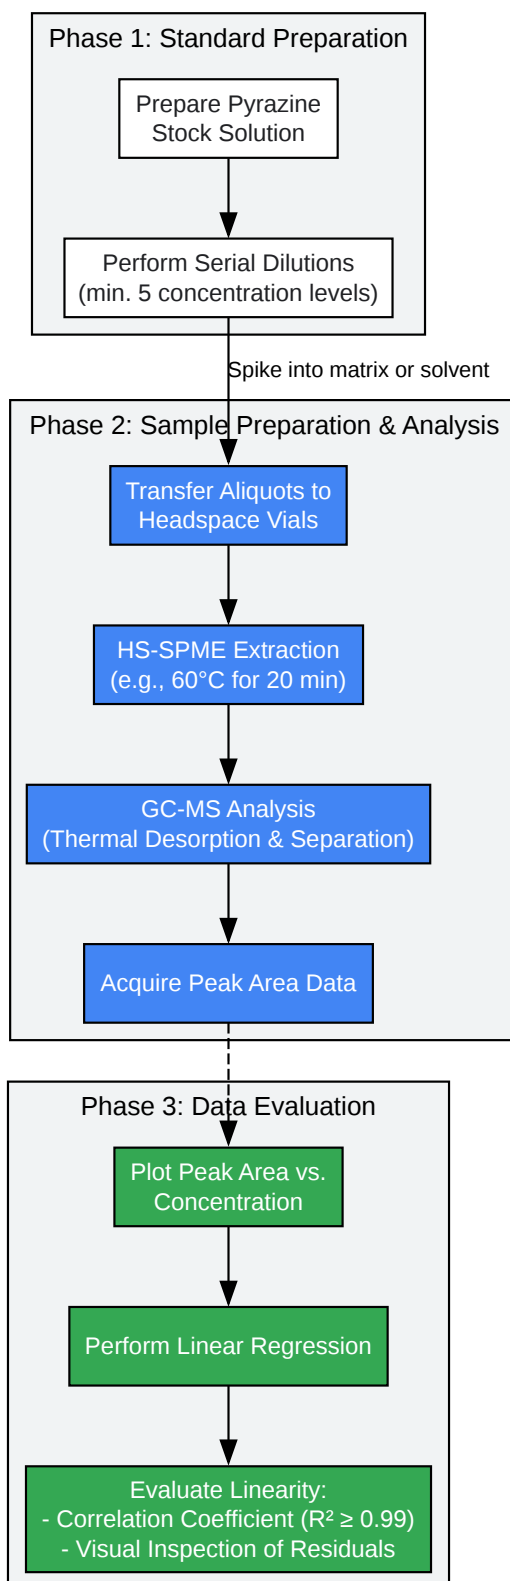 Phase 1: Standard Preparation
Prepare Pyrazine
Stock Solution
Perform Serial Dilutions
(min. 5 concentration levels)
Spike into matrix or solvent
Phase 2: Sample Preparation & Analysis
Transfer Aliquots to
Headspace Vials
HS-SPME Extraction
(e.g., 60°C for 20 min)
GC-MS Analysis
(Thermal Desorption & Separation)
Acquire Peak Area Data
Phase 3: Data Evaluation
Plot Peak Area vs.
Concentration
Perform Linear Regression
Evaluate Linearity:
- Correlation Coefficient (R² ≥ 0.99)
- Visual Inspection of Residuals